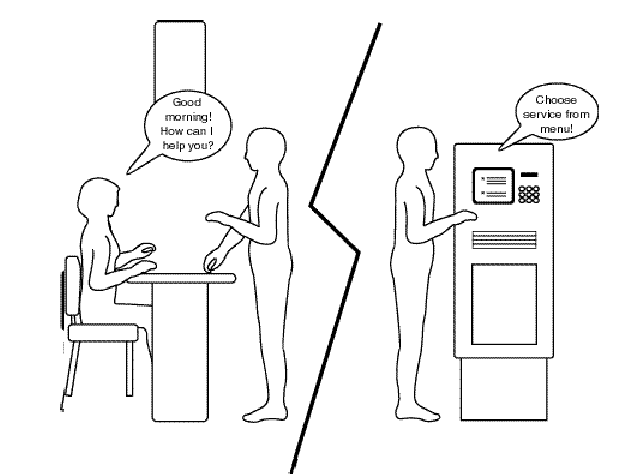 Good
morning!
How can I
help you?
Choose
service from
menu!